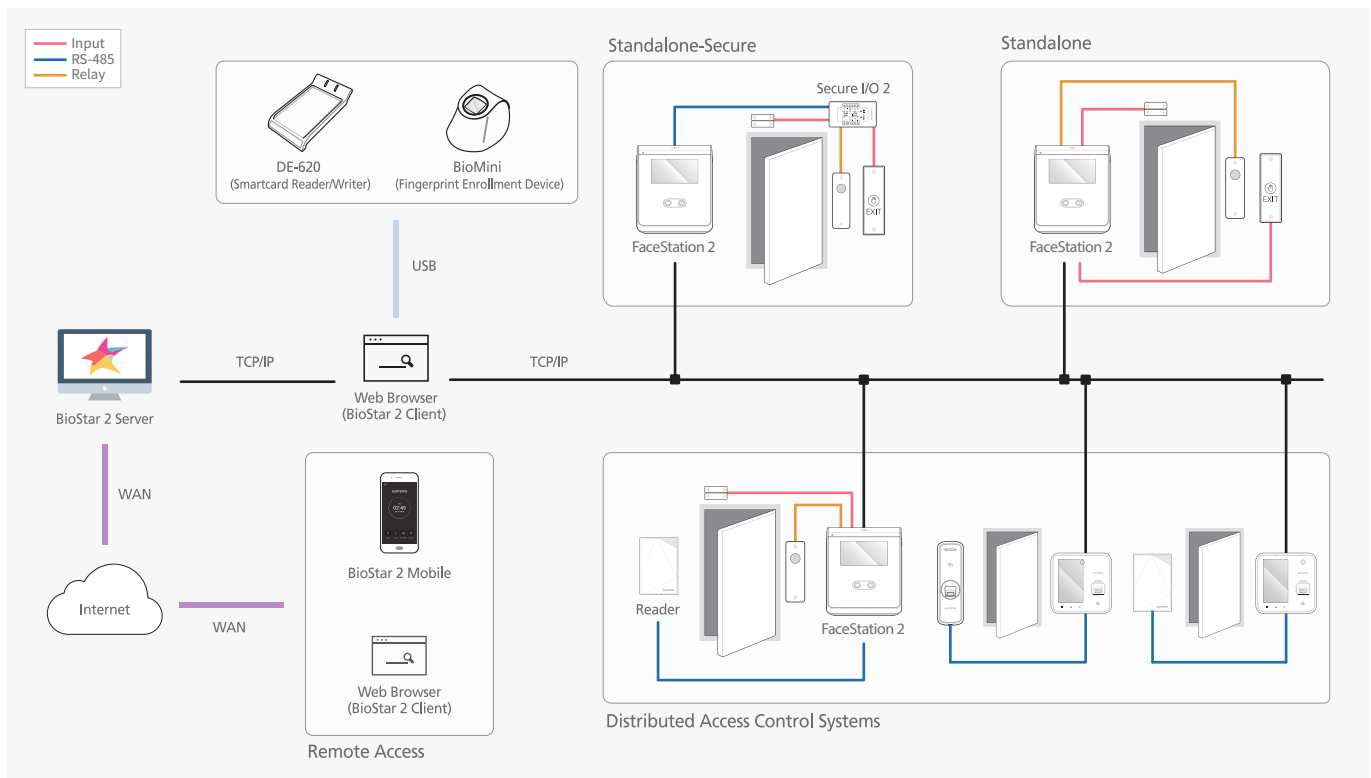 Input
RS-485
Relay
DE-620
(Smartcard Reader/Writer)
BioMini
(Fingerprint Enrollment Device)
USB
Standalone-Secure
Secure I/O 2
EXIT
FaceStation 2
Standalone
EXIT
FaceStation 2
BioStar 2 Server
TCP/IP
Web Browser
(BioStar 2 Client)
TCP/IP
WAN
Internet
WAN
02:45
BioStar 2 Mobile
Web Browser
(BioStar 2 Client)
Remote Access
Reader
FaceStation 2
Distributed Access Control Systems